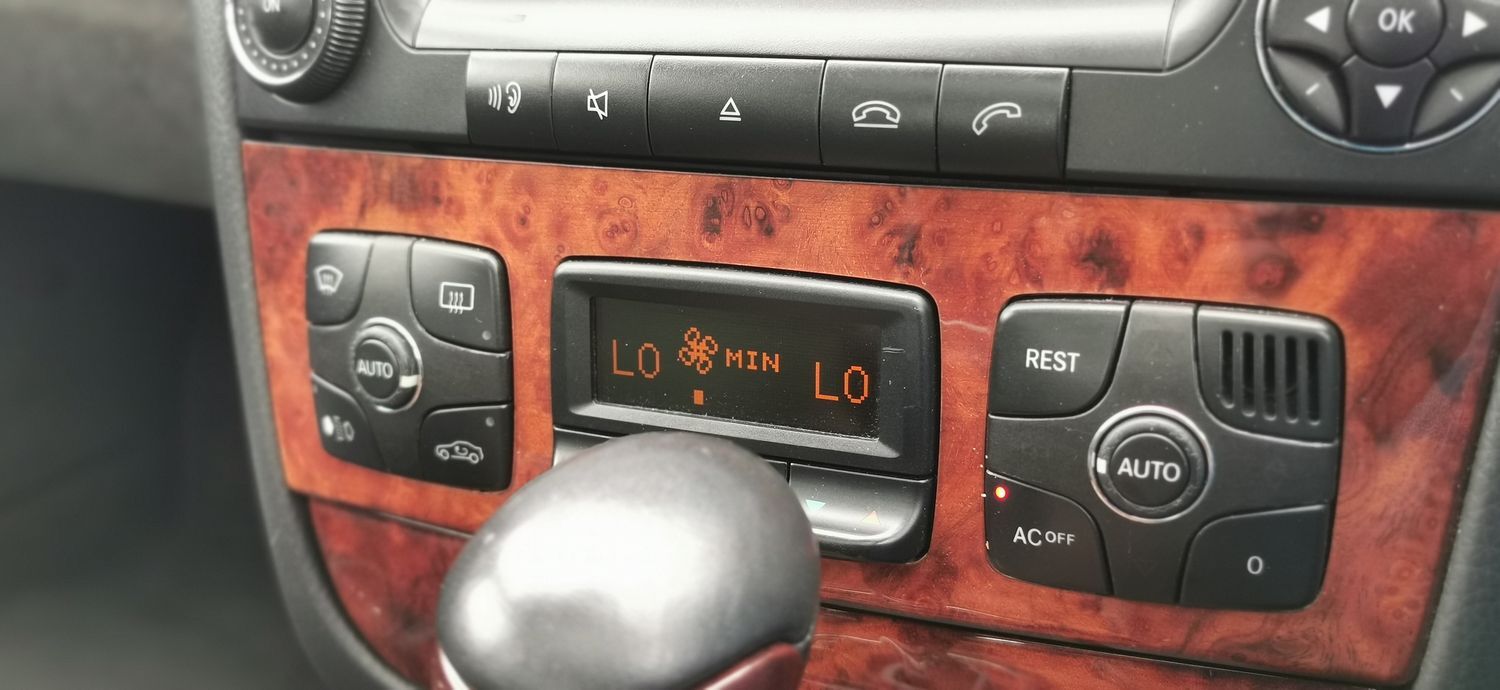 ON
OK
AUTO
LO MIN LO
REST
AUTO
AC OFF
0